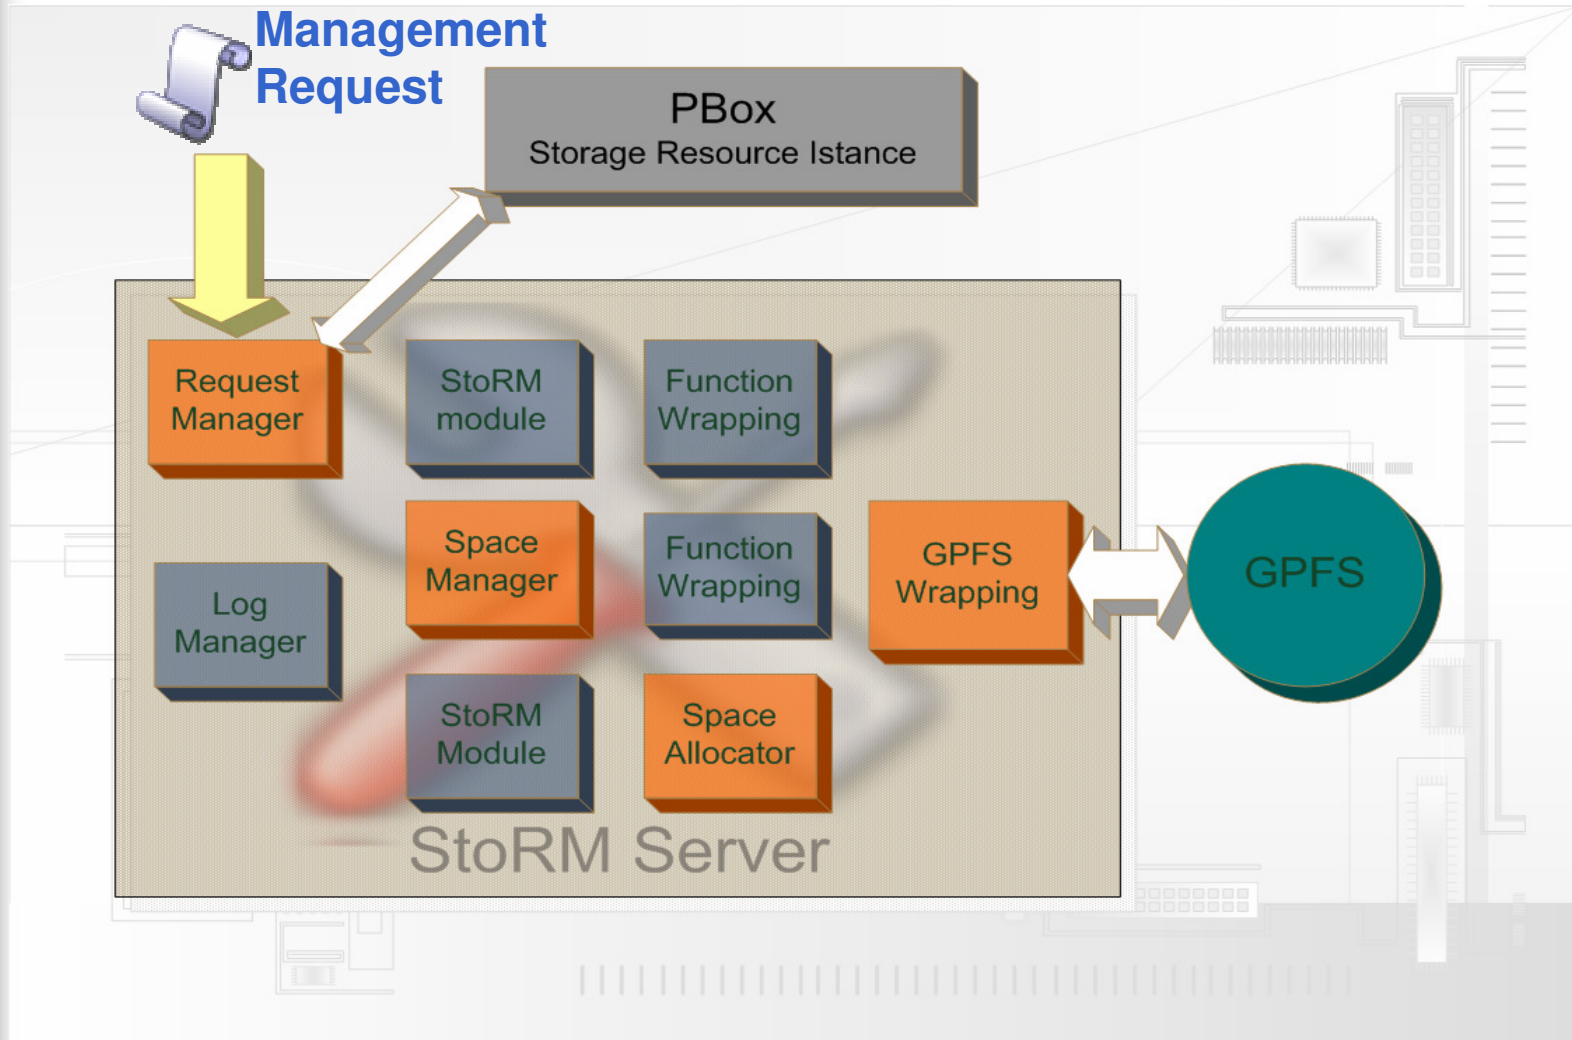 Management
Request
PBox
Storage Resource Istance
Request
Manager
StoRM
module
Function
Wrapping
Space
Manager
Function
Wrapping
GPFS
Wrapping
GPFS
Log
Manager
StoRM
Module
Space
Allocator
StoRM Server